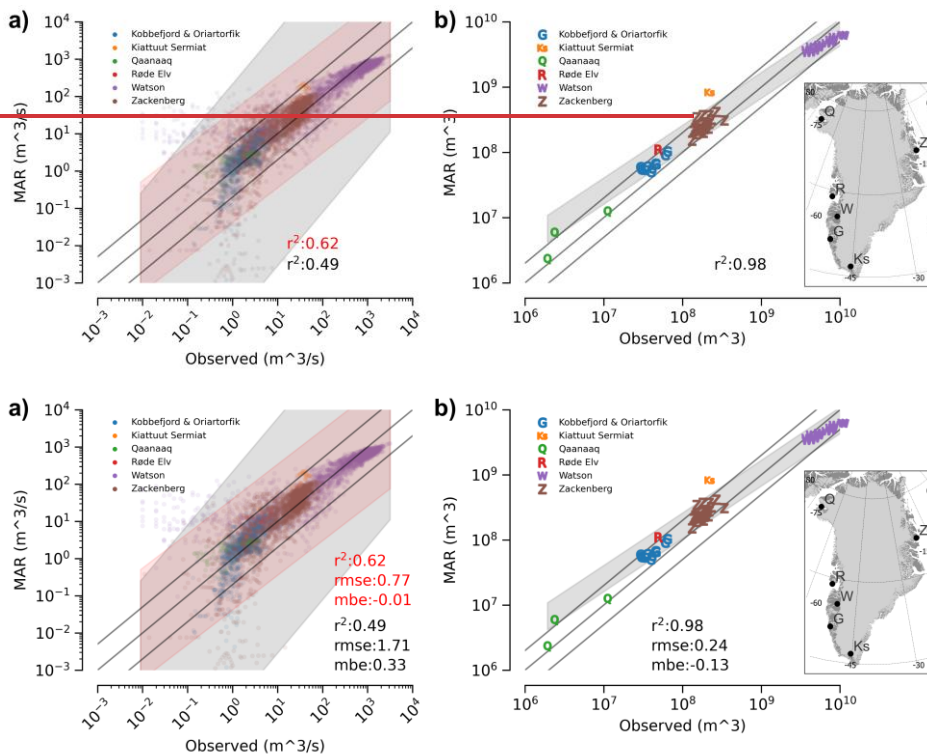 a)
MAR (m^3/s)
10^4
10^3
10^2
10^1
10^0
10^-1
10^-2
10^-3
Kobbefjord & Oriartorfik
Kiattuut Sermiat
Qaanaaq
Røde Elv
Watson
Zackenberg
r²:0.62
r²:0.49
10^-3 10^-2 10^-1 10^0 10^1 10^2 10^3 10^4
Observed (m^3/s)
b)
MAR (m^3)
10^10
10^9
10^8
10^7
10^6
G Kobbefjord & Oriartorfik
Ks Kiattuut Sermiat
Q Qaanaaq
R Røde Elv
W Watson
Z Zackenberg
Ks
R
G
Z
W
Q
Q
Q
r²:0.98
10^6 10^7 10^8 10^9 10^10
Observed (m^3)
80
-75
Q
Z
R
W
-60
G
Ks
-45
-30
a)
MAR (m^3/s)
10^4
10^3
10^2
10^1
10^0
10^-1
10^-2
10^-3
Kobbefjord & Oriartorfik
Kiattuut Sermiat
Qaanaaq
Røde Elv
Watson
Zackenberg
r²:0.62
rmse:0.77
mbe:-0.01
r²:0.49
rmse:1.71
mbe:0.33
10^-3 10^-2 10^-1 10^0 10^1 10^2 10^3 10^4
Observed (m^3/s)
b)
MAR (m^3)
10^10
10^9
10^8
10^7
10^6
G Kobbefjord & Oriartorfik
Ks Kiattuut Sermiat
Q Qaanaaq
R Røde Elv
W Watson
Z Zackenberg
Ks
R
G
Z
W
Q
Q
Q
r²:0.98
rmse:0.24
mbe:-0.13
10^6 10^7 10^8 10^9 10^10
Observed (m^3)
80
-75
Q
Z
R
W
-60
G
Ks
-45
-30